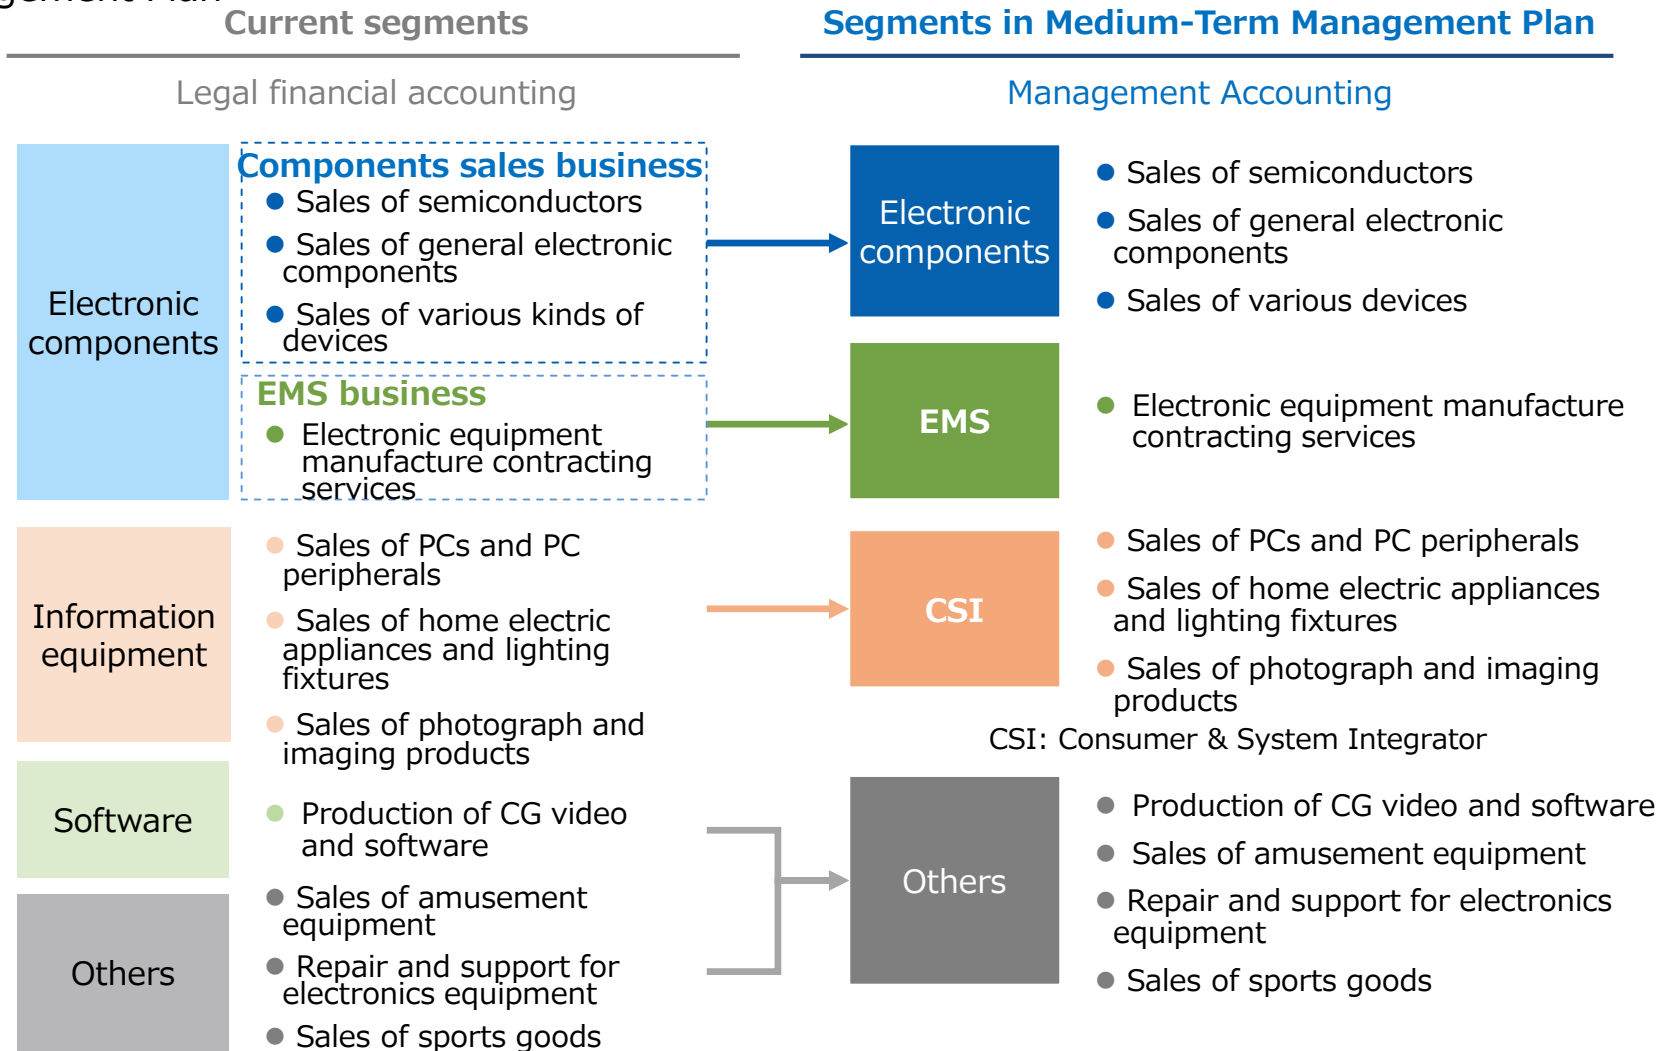 Current segments
Legal financial accounting
Electronic
components
Components sales business
● Sales of semiconductors
● Sales of general electronic
components
● Sales of various kinds of
devices
EMS business
● Electronic equipment
manufacture contracting
services
Information
equipment
● Sales of PCs and PC
peripherals
● Sales of home electric
appliances and lighting
fixtures
● Sales of photograph and
imaging products
Software
● Production of CG video
and software
Others
● Sales of amusement
equipment
● Repair and support for
electronics equipment
● Sales of sports goods
Segments in Medium-Term Management Plan
Management Accounting
Electronic
components
● Sales of semiconductors
● Sales of general electronic
components
● Sales of various devices
EMS
● Electronic equipment manufacture
contracting services
CSI
● Sales of PCs and PC peripherals
● Sales of home electric appliances
and lighting fixtures
● Sales of photograph and imaging
products
CSI: Consumer & System Integrator
Others
● Production of CG video and software
● Sales of amusement equipment
● Repair and support for electronics
equipment
● Sales of sports goods